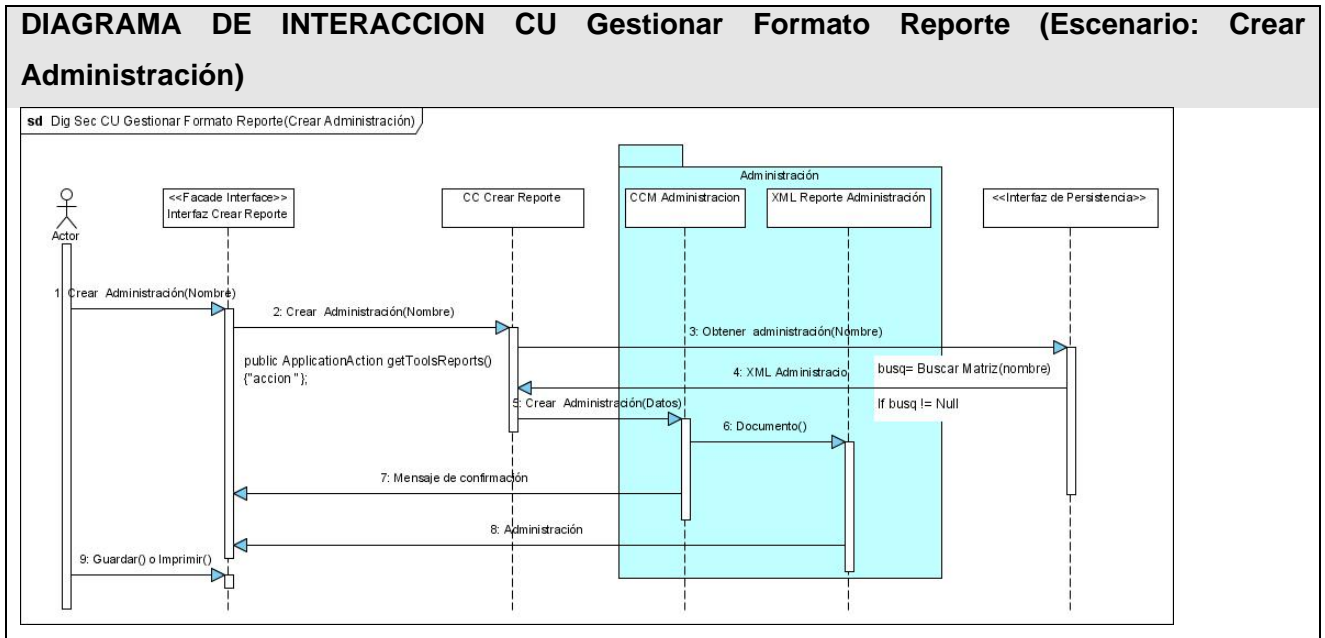 DIAGRAMA DE INTERACCION CU Gestionar Formato Reporte (Escenario: Crear
Administración)
sd Dig Sec CU Gestionar Formato Reporte(Crear Administración)
Administración
<<Facade Interface>>
Interfaz Crear Reporte
CC Crear Reporte
CCM Administracion
XML Reporte Administración
<<Interfaz de Persistencia>>
Actor
1: Crear Administración(Nombre)
2: Crear Administración(Nombre)
3: Obtener administración(Nombre)
public ApplicationAction getToolsReports()
{"accion" };
busq= Buscar Matriz(nombre)
4: XML Administracio
If busq != Null
5: Crear Administración(Datos)
6: Documento()
7: Mensaje de confirmación
8: Administración
9: Guardar() o Imprimir()